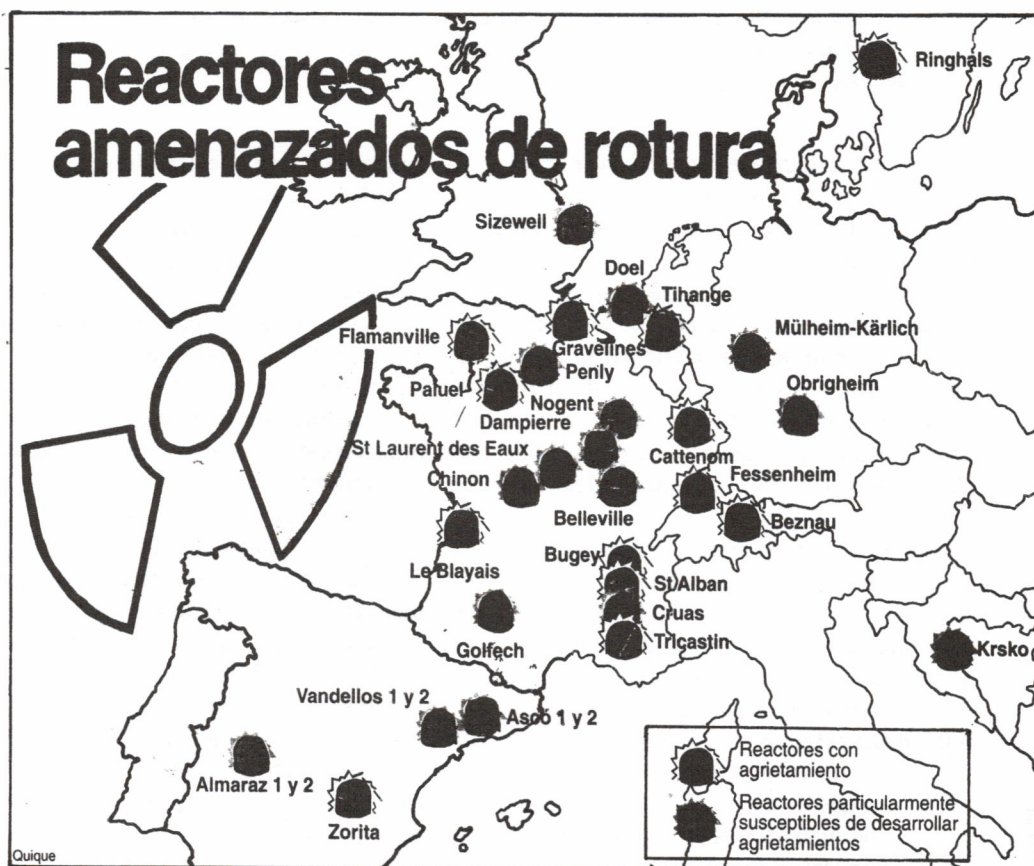 Reactores
amenazados de rotura
Ringhals
Sizewell
Doel
Tihange
Flamanville
Gravelines
Mülheim-Kärlich
Penly
Obrigheim
Paluel
Nogent
Dampierre
St Laurent des Eaux
Cattenom
Chinon
Fessenheim
Belleville
Beznau
Bugey
Le Blayais
St Alban
Cruas
Golfech
Tricastin
Krsko
Vandellos 1 y 2
Ascó 1 y 2
Almaraz 1 y 2
Zorita
Reactores con
agrietamiento
Reactores particularmente
susceptibles de desarrollar
agrietamientos
Quique